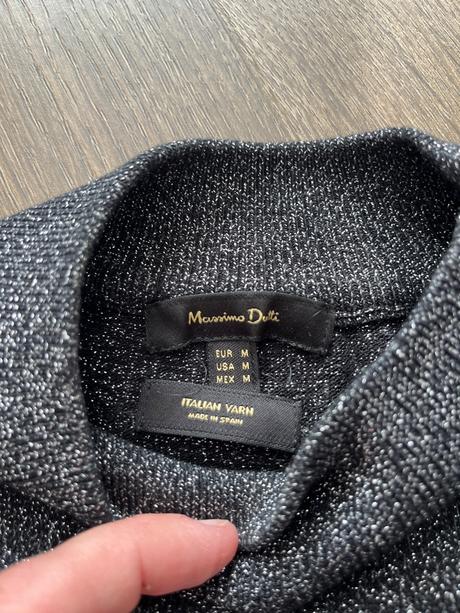 Massimo Dutti
EUR M
USA M
MEX M
ITALIAN YARN
MADE IN SPAIN